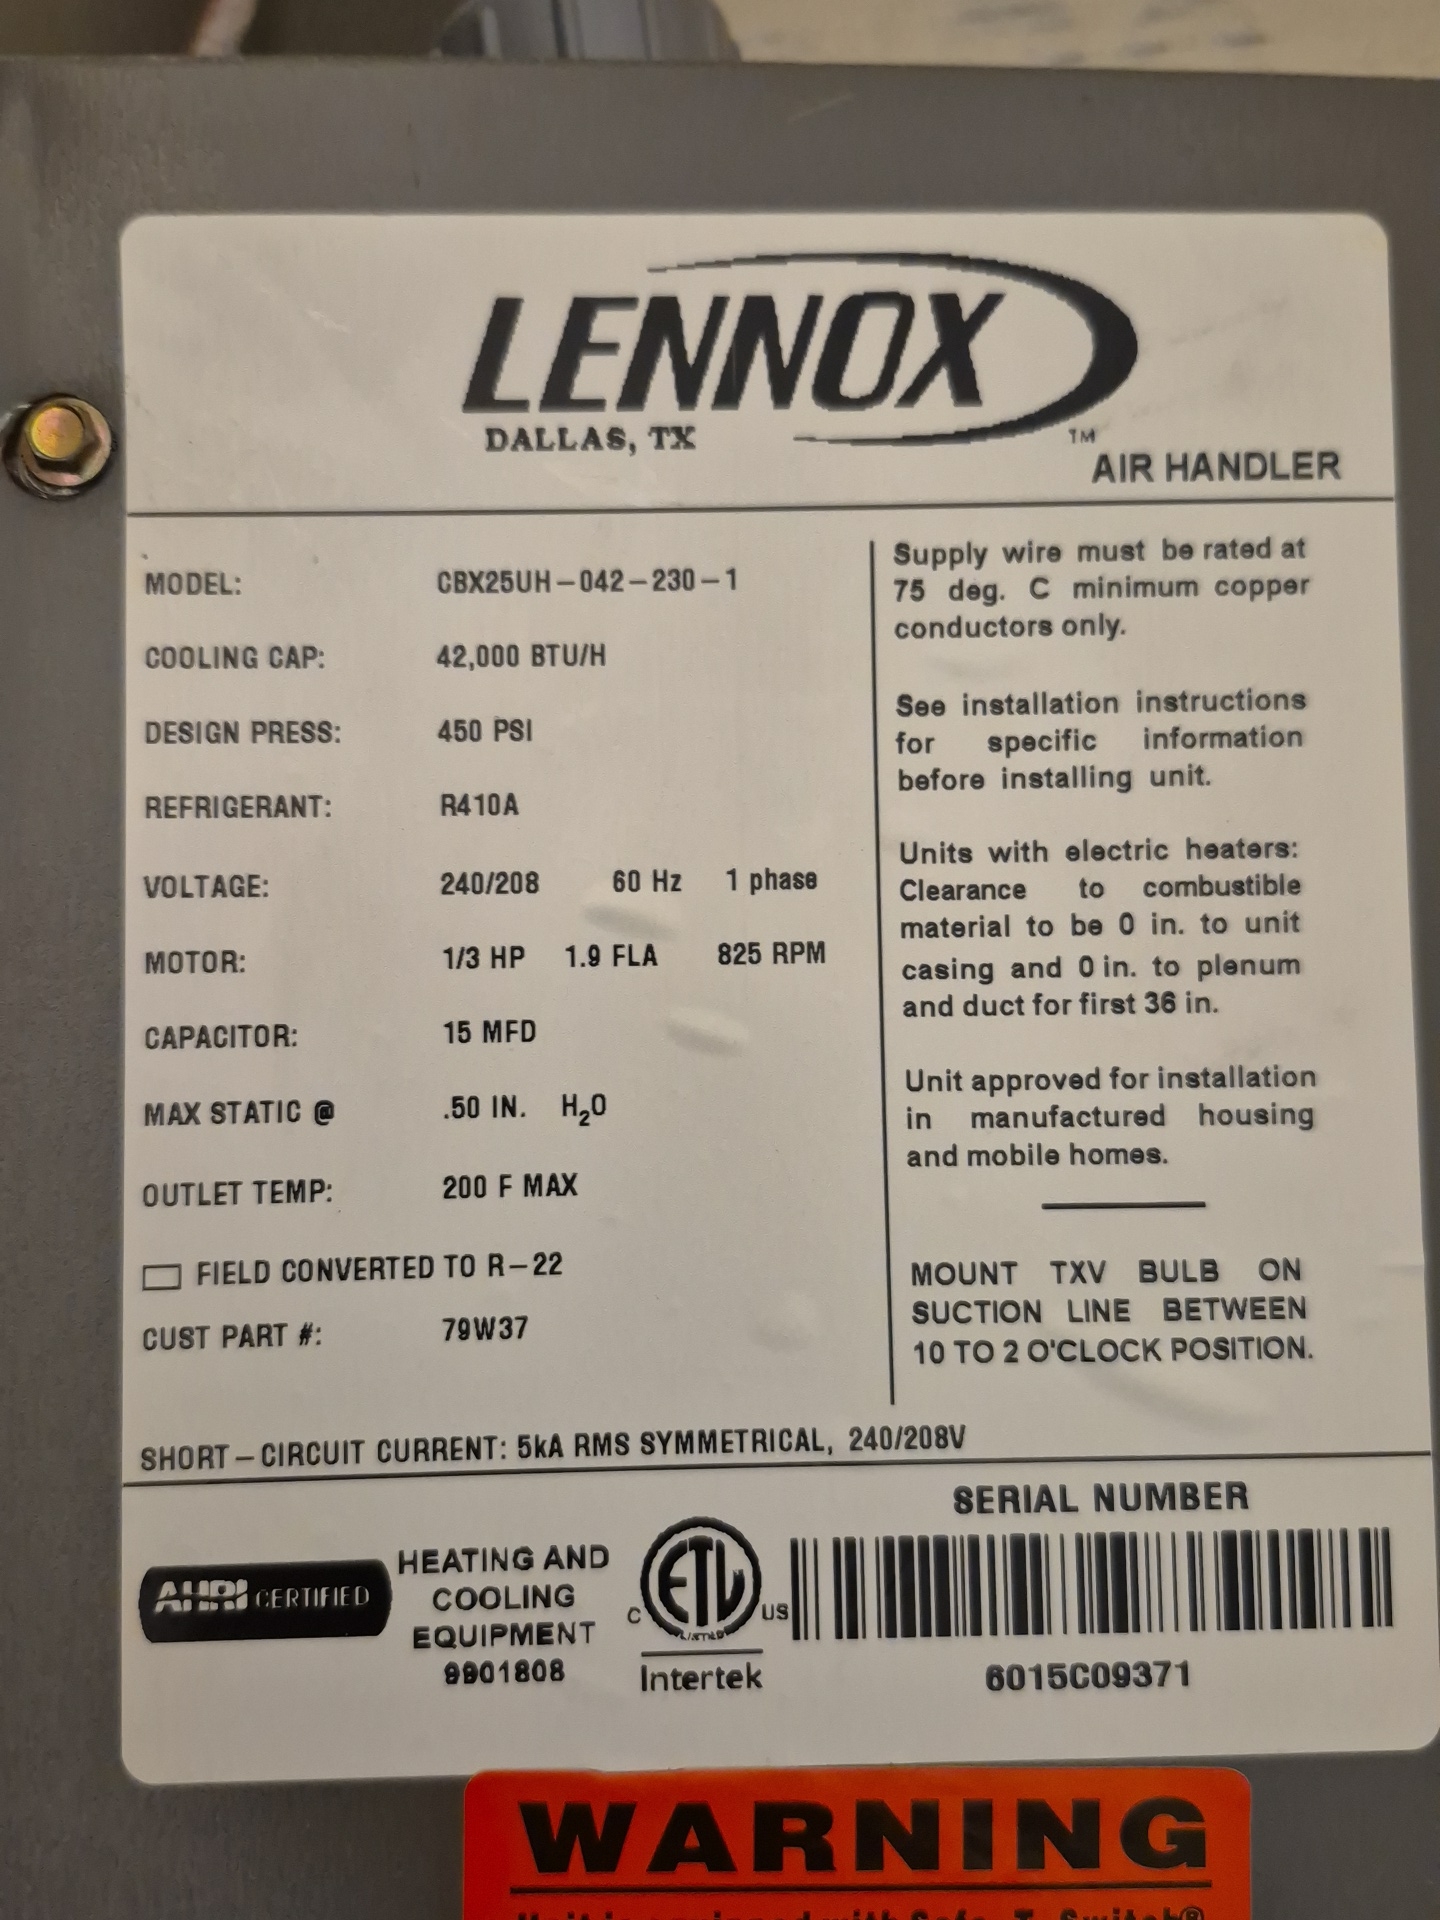 LENNOX
DALLAS, TX
TM
AIR HANDLER
MODEL: CBX25UH-042-230-1
COOLING CAP: 42,000 BTU/H
DESIGN PRESS: 450 PSI
REFRIGERANT: R410A
VOLTAGE: 240/208 60 Hz 1 phase
MOTOR: 1/3 HP 1.9 FLA 825 RPM
CAPACITOR: 15 MFD
MAX STATIC @ .50 IN. H₂O
OUTLET TEMP: 200 F MAX
FIELD CONVERTED TO R-22
CUST PART #: 79W37
Supply wire must be rated at
75 deg. C minimum copper
conductors only.
See installation instructions
for specific information
before installing unit.
Units with electric heaters:
Clearance to combustible
material to be 0 in. to unit
casing and 0 in. to plenum
and duct for first 36 in.
Unit approved for installation
in manufactured housing
and mobile homes.
MOUNT TXV BULB ON
SUCTION LINE BETWEEN
10 TO 2 O'CLOCK POSITION.
SHORT-CIRCUIT CURRENT: 5kA RMS SYMMETRICAL, 240/208V
AHRI CERTIFIED
HEATING AND
COOLING
EQUIPMENT
9901808
C ETL US
LISTED
Intertek
SERIAL NUMBER
6015C09371
WARNING
Unit is equipped with Safe-T-Switch®